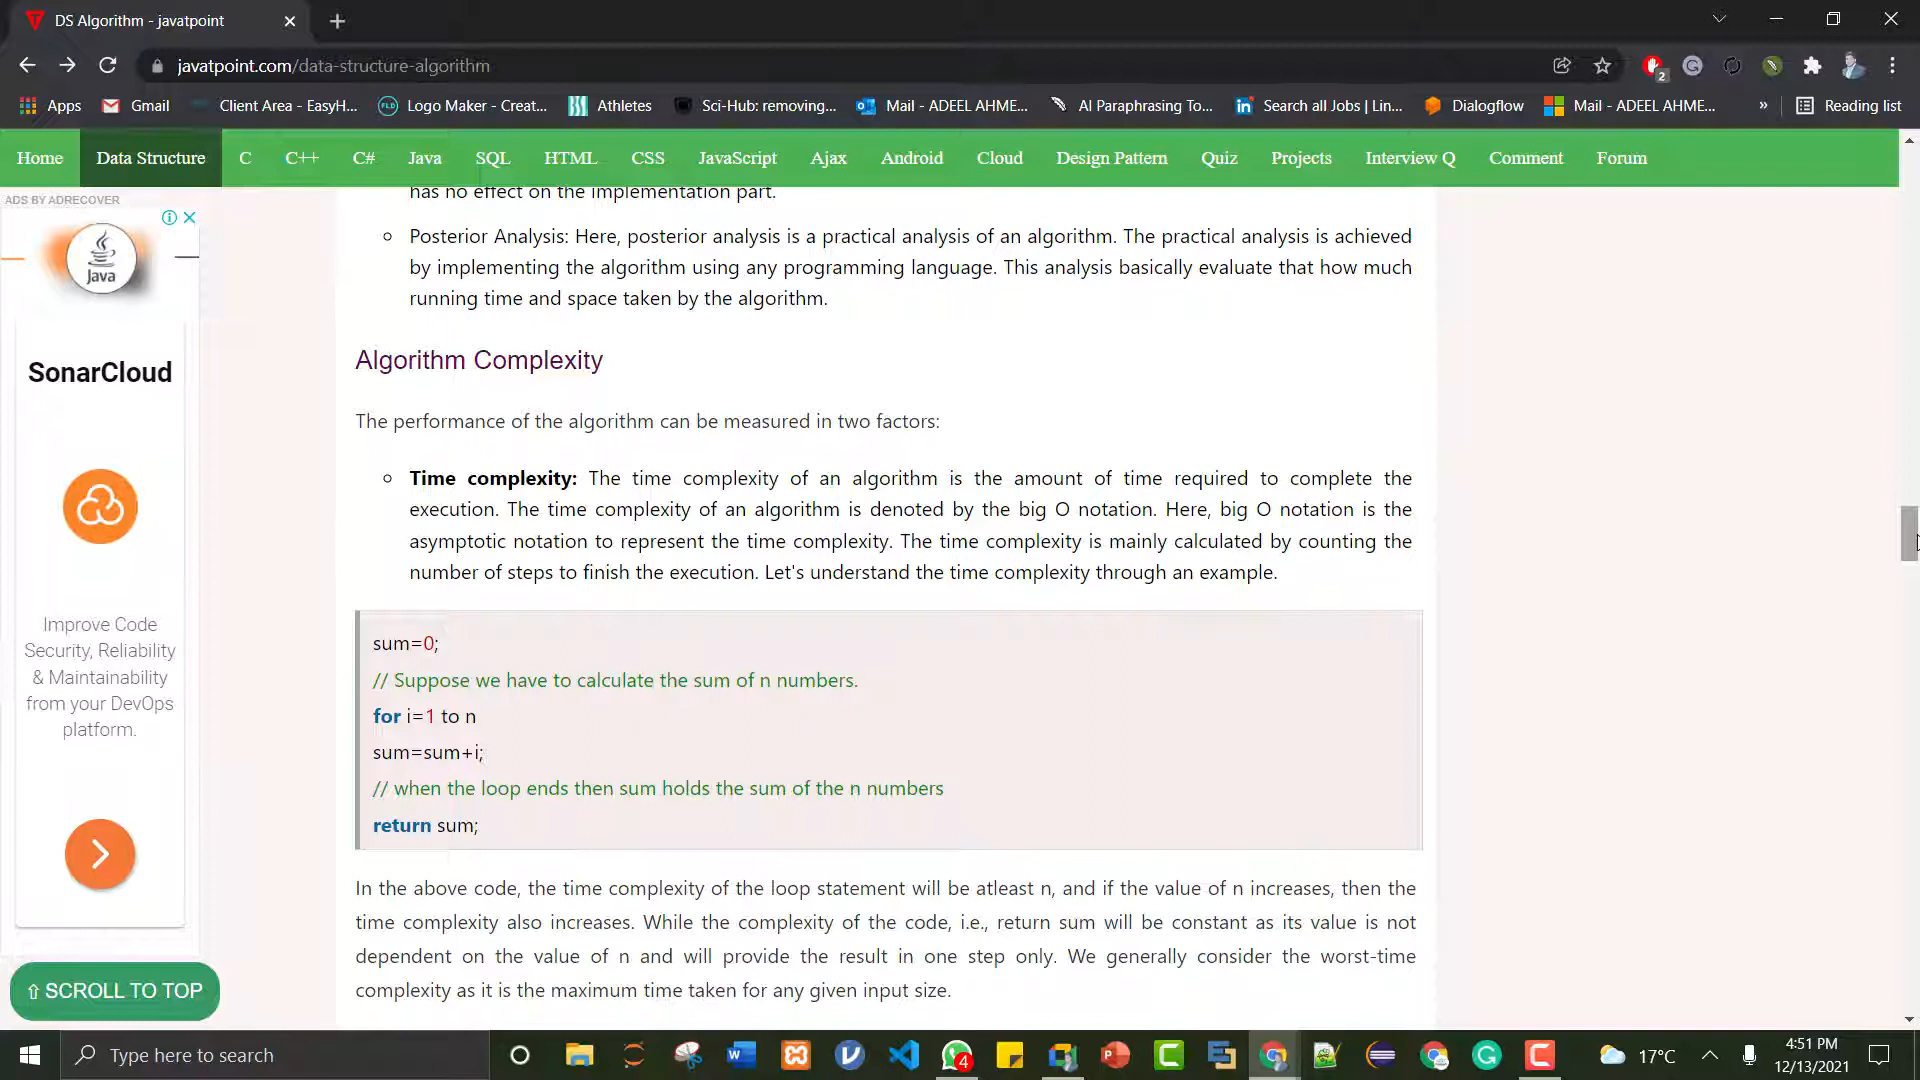 DS Algorithm - javatpoint
javatpoint.com/data-structure-algorithm
2
Apps
Gmail
Client Area - EasyH...
FLD
Logo Maker - Creat...
Athletes
Sci-Hub: removing...
Mail - ADEEL AHME...
AI Paraphrasing To...
Search all Jobs | Lin...
Dialogflow
Mail - ADEEL AHME...
»
Reading list
Home
Data Structure
C
C++
C#
Java
SQL
HTML
CSS
JavaScript
Ajax
Android
Cloud
Design Pattern
Quiz
Projects
Interview Q
Comment
Forum
ADS BY ADRECOVER
Java
SonarCloud
Improve Code
Security, Reliability
& Maintainability
from your DevOps
platform.
⇧ SCROLL TO TOP
has no effect on the implementation part.
Posterior Analysis: Here, posterior analysis is a practical analysis of an algorithm. The practical analysis is achieved
by implementing the algorithm using any programming language. This analysis basically evaluate that how much
running time and space taken by the algorithm.
Algorithm Complexity
The performance of the algorithm can be measured in two factors:
Time complexity: The time complexity of an algorithm is the amount of time required to complete the
execution. The time complexity of an algorithm is denoted by the big O notation. Here, big O notation is the
asymptotic notation to represent the time complexity. The time complexity is mainly calculated by counting the
number of steps to finish the execution. Let's understand the time complexity through an example.
sum=0;
// Suppose we have to calculate the sum of n numbers.
for i=1 to n
sum=sum+i;
// when the loop ends then sum holds the sum of the n numbers
return sum;
In the above code, the time complexity of the loop statement will be atleast n, and if the value of n increases, then the
time complexity also increases. While the complexity of the code, i.e., return sum will be constant as its value is not
dependent on the value of n and will provide the result in one step only. We generally consider the worst-time
complexity as it is the maximum time taken for any given input size.
Type here to search
4
17°C
4:51 PM
12/13/2021